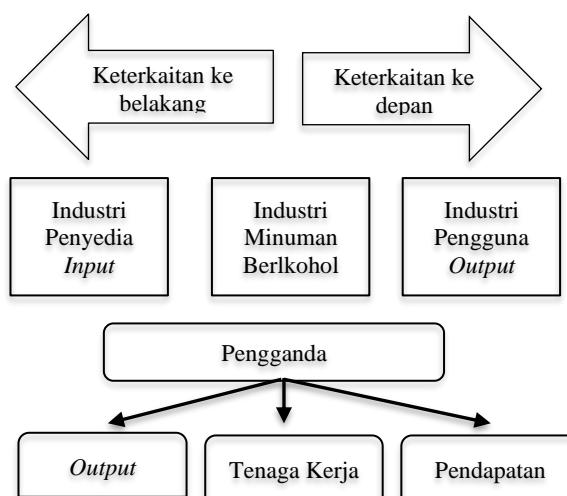 Keterkaitan ke
belakang
Keterkaitan ke
depan
Industri
Penyedia
Input
Industri
Minuman
Berlkohol
Industri
Pengguna
Output
Pengganda
Output
Tenaga Kerja
Pendapatan